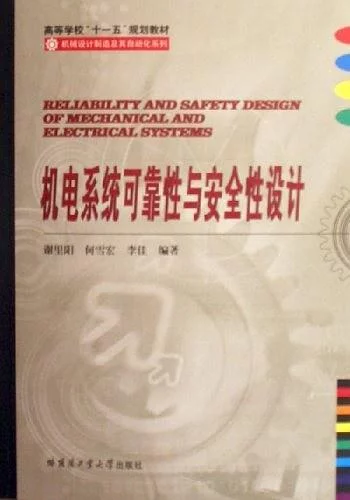 高等学校“十一五”规划教材
机械设计制造及其自动化系列
RELIABILITY AND SAFETY DESIGN
OF MECHANICAL AND
ELECTRICAL SYSTEMS
机电系统可靠性与安全性设计
谢里阳 何雪宏 李佳 编著
哈尔滨工业大学出版社